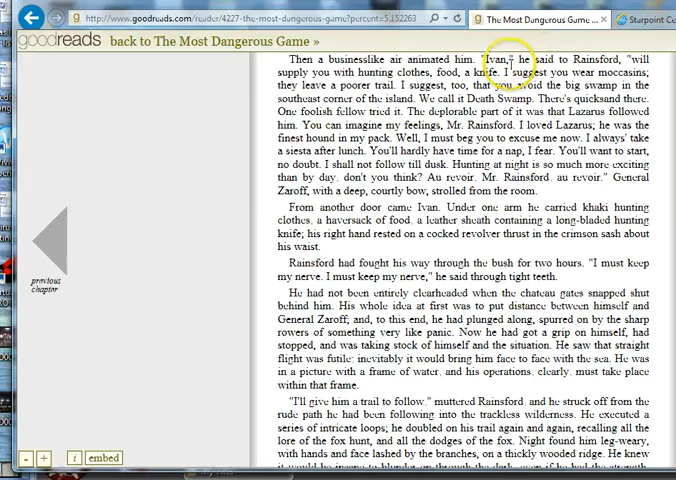 http://www.goodreads.com/reader/4227-the-most-dangerous-game?percent=5.152263
The Most Dangerous Game ...
Starpoint Ce
goodreads back to The Most Dangerous Game »
Then a businesslike air animated him. "Ivan," he said to Rainsford, "will
supply you with hunting clothes, food, a knife. I suggest you wear moccasins;
they leave a poorer trail. I suggest, too, that you avoid the big swamp in the
southeast corner of the island. We call it Death Swamp. There's quicksand there.
One foolish fellow tried it. The deplorable part of it was that Lazarus followed
him. You can imagine my feelings, Mr. Rainsford. I loved Lazarus; he was the
finest hound in my pack. Well, I must beg you to excuse me now. I always' take
a siesta after lunch. You'll hardly have time for a nap, I fear. You'll want to start,
no doubt. I shall not follow till dusk. Hunting at night is so much more exciting
than by day, don't you think? Au revoir, Mr. Rainsford, au revoir." General
Zaroff, with a deep, courtly bow, strolled from the room.
From another door came Ivan. Under one arm he carried khaki hunting
clothes, a haversack of food, a leather sheath containing a long-bladed hunting
knife; his right hand rested on a cocked revolver thrust in the crimson sash about
his waist.
Rainsford had fought his way through the bush for two hours. "I must keep
my nerve. I must keep my nerve," he said through tight teeth.
He had not been entirely clearheaded when the chateau gates snapped shut
behind him. His whole idea at first was to put distance between himself and
General Zaroff; and, to this end, he had plunged along, spurred on by the sharp
rowers of something very like panic. Now he had got a grip on himself, had
stopped, and was taking stock of himself and the situation. He saw that straight
flight was futile; inevitably it would bring him face to face with the sea. He was
in a picture with a frame of water, and his operations, clearly, must take place
within that frame.
"I'll give him a trail to follow," muttered Rainsford, and he struck off from the
rude path he had been following into the trackless wilderness. He executed a
series of intricate loops; he doubled on his trail again and again, recalling all the
lore of the fox hunt, and all the dodges of the fox. Night found him leg-weary,
with hands and face lashed by the branches, on a thickly wooded ridge. He knew
it would be insane to blunder on through the dark, even if he had the strength.
previous
chapter
- + i embed